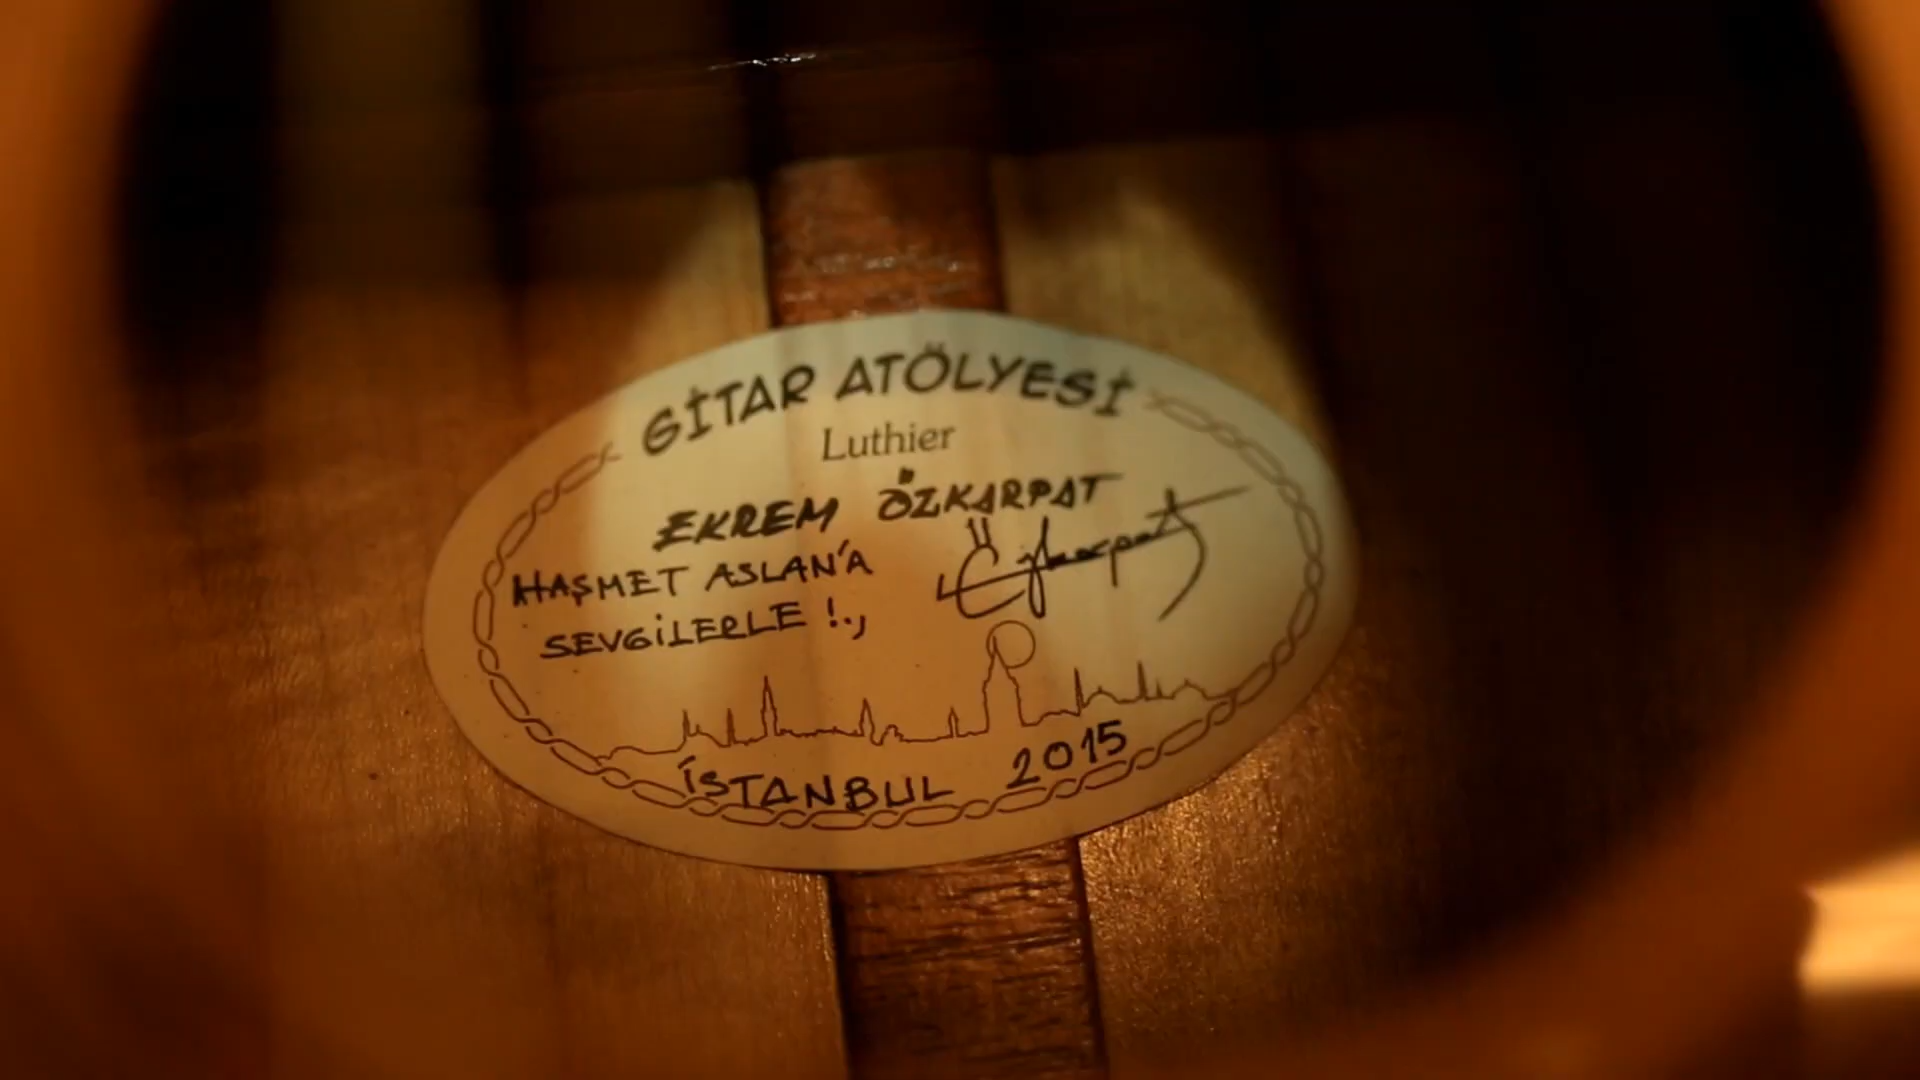 GİTAR ATÖLYESİ
Luthier
EKREM ÖZKARPAT
HAŞMET ASLAN'A
SEVGİLERLE !.,
İSTANBUL 2015